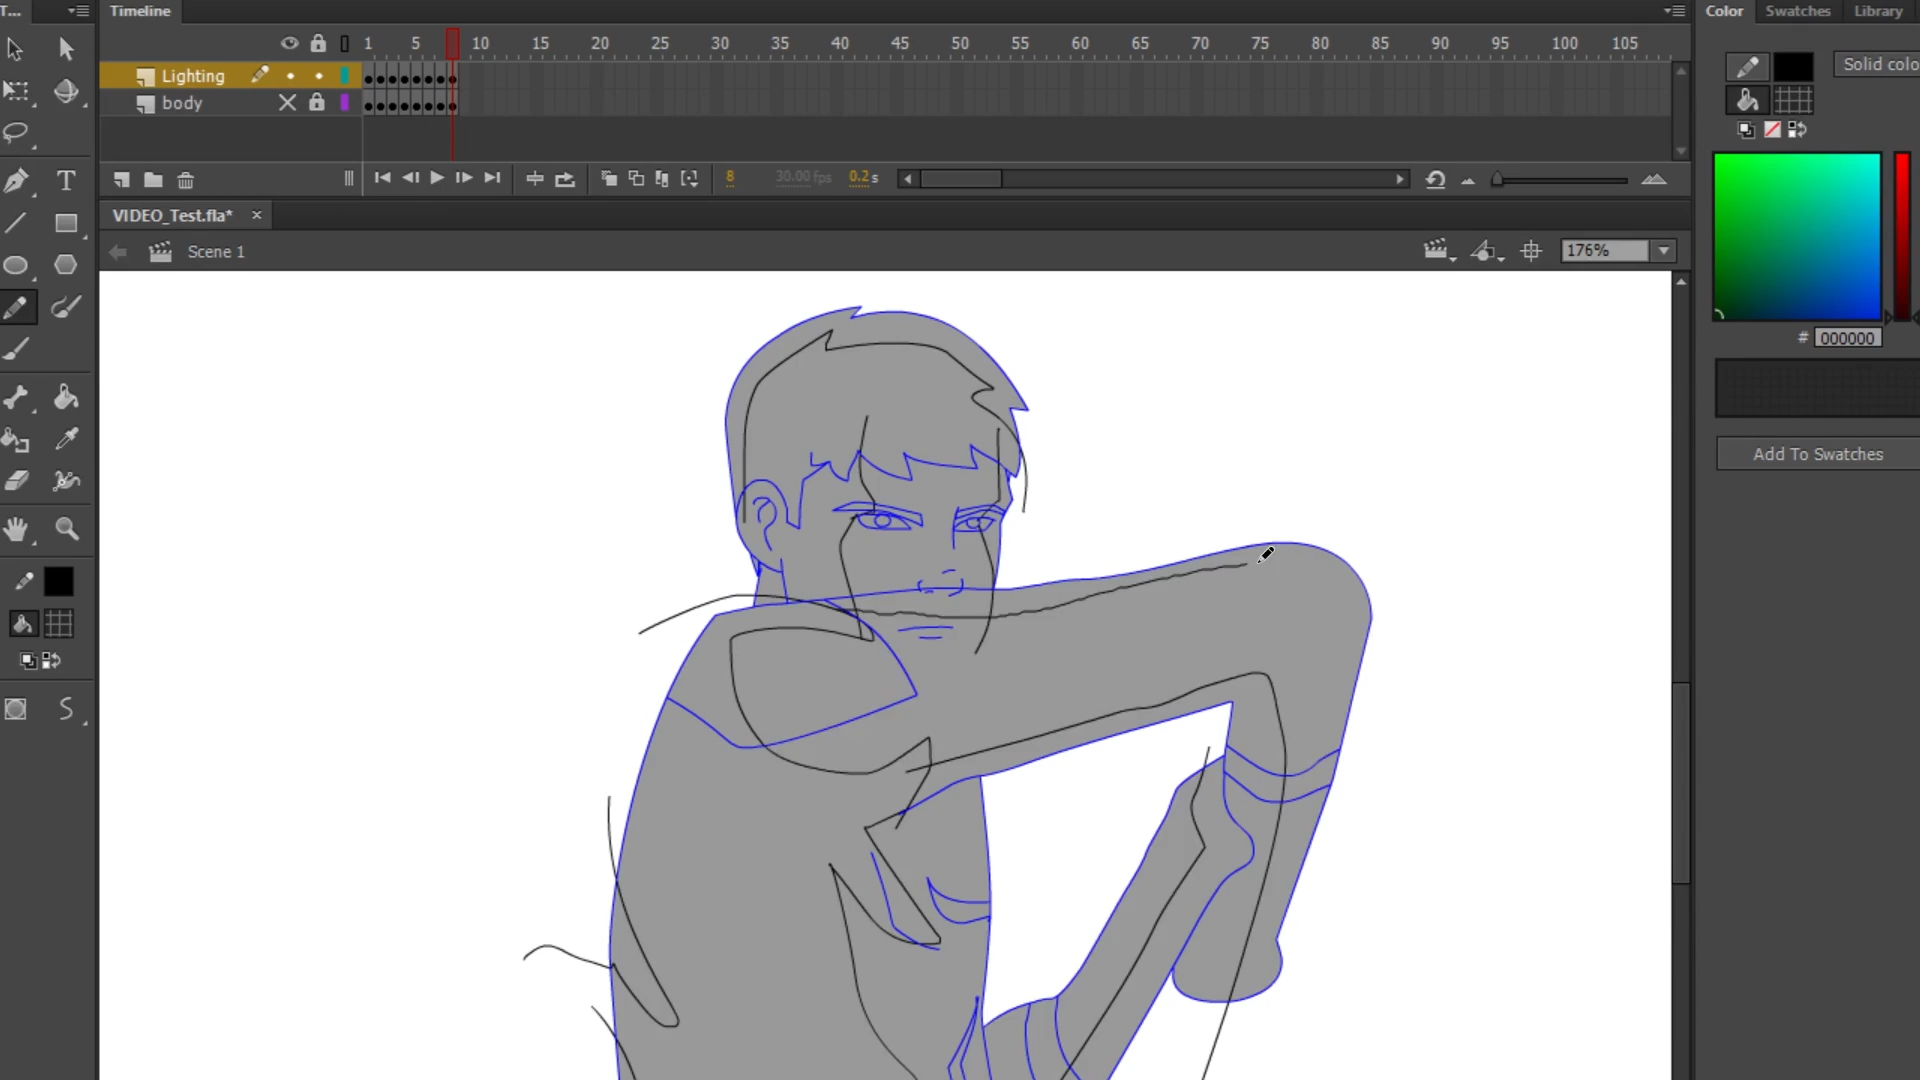 T...
Timeline
Color Swatches Library
1 5 10 15 20 25 30 35 40 45 50 55 60 65 70 75 80 85 90 95 100 105
Lighting
body
Solid colo
8 30.00 fps 0.2 s
VIDEO_Test.fla* ×
Scene 1
176%
# 000000
Add To Swatches